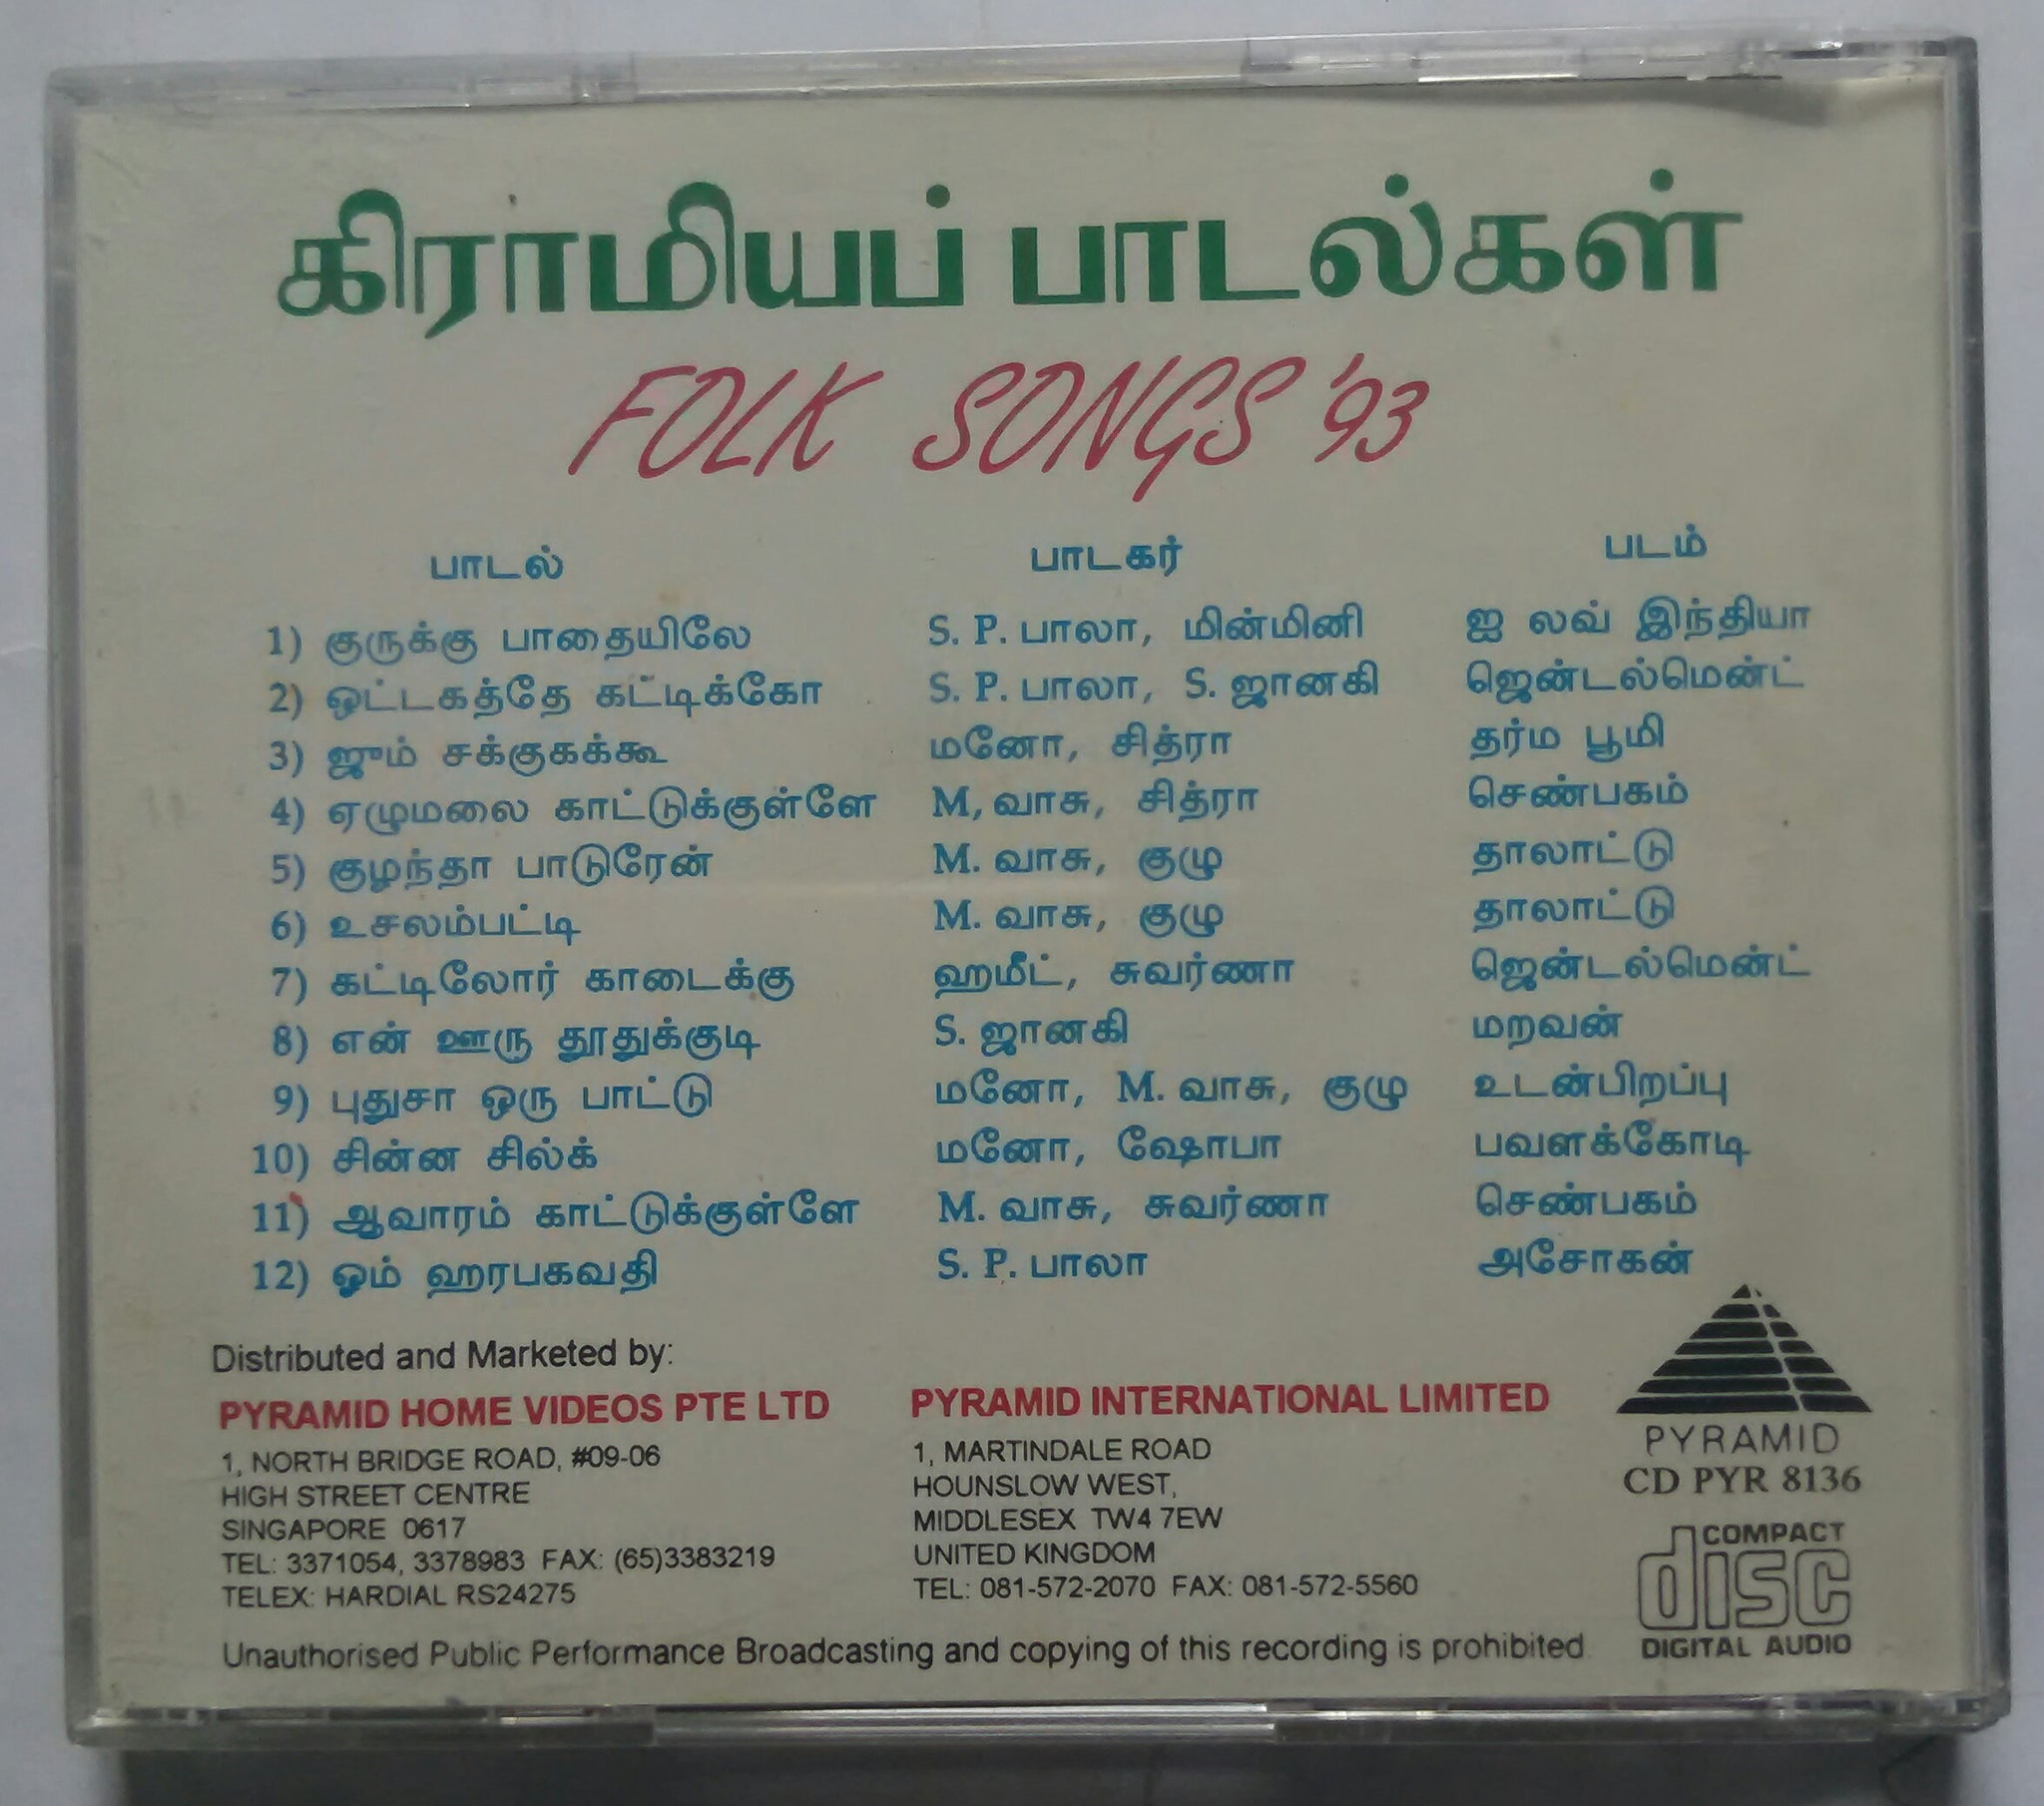 கிராமியப் பாடல்கள்
FOLK SONGS '93
பாடல் பாடகர் படம்
1) குருக்கு பாதையிலே S. P. பாலா, மின்மினி ஐ லவ் இந்தியா
2) ஒட்டகத்தே கட்டிக்கோ S. P. பாலா, S. ஜானகி ஜென்டல்மென்ட்
3) ஜும் சக்குகக்கூ மனோ, சித்ரா தர்ம பூமி
4) ஏழுமலை காட்டுக்குள்ளே M, வாசு, சித்ரா செண்பகம்
5) குழந்தா பாடுரேன் M. வாசு, குழு தாலாட்டு
6) உசலம்பட்டி M. வாசு, குழு தாலாட்டு
7) கட்டிலோர் காடைக்கு ஹமீட், சுவர்ணா ஜென்டல்மென்ட்
8) என் ஊரு தூதுக்குடி S. ஜானகி மறவன்
9) புதுசா ஒரு பாட்டு மனோ, M. வாசு, குழு உடன்பிறப்பு
10) சின்ன சில்க் மனோ, ஷோபா பவளக்கோடி
11) ஆவாரம் காட்டுக்குள்ளே M. வாசு, சுவர்ணா செண்பகம்
12) ஓம் ஹரபகவதி S. P. பாலா அசோகன்
Distributed and Marketed by:
PYRAMID HOME VIDEOS PTE LTD
1, NORTH BRIDGE ROAD, #09-06
HIGH STREET CENTRE
SINGAPORE 0617
TEL: 3371054, 3378983 FAX: (65)3383219
TELEX: HARDIAL RS24275
PYRAMID INTERNATIONAL LIMITED
1, MARTINDALE ROAD
HOUNSLOW WEST,
MIDDLESEX TW4 7EW
UNITED KINGDOM
TEL: 081-572-2070 FAX: 081-572-5560
PYRAMID
CD PYR 8136
COMPACT
disc
DIGITAL AUDIO
Unauthorised Public Performance Broadcasting and copying of this recording is prohibited